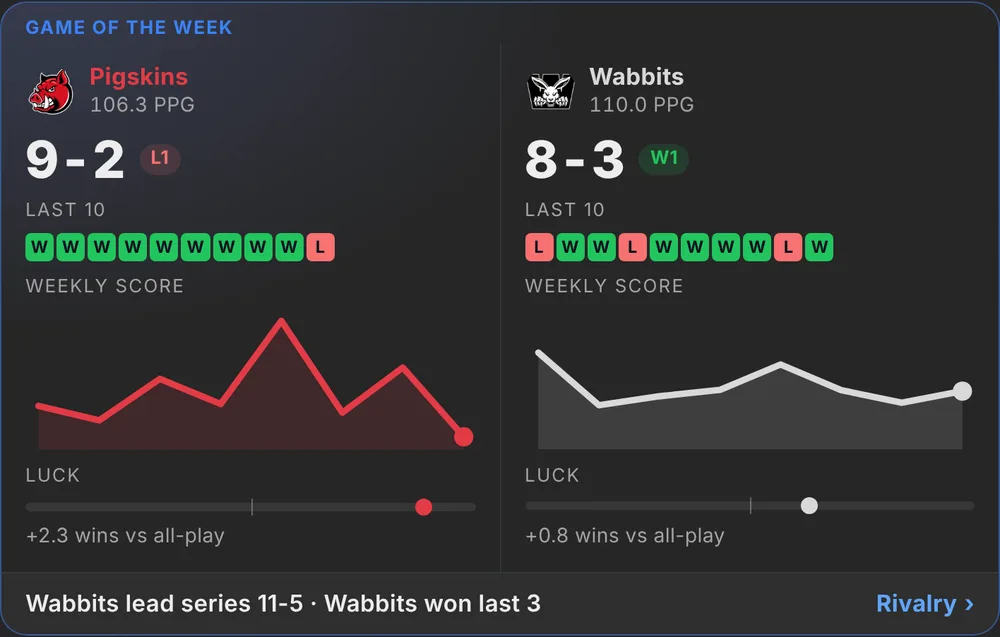 GAME OF THE WEEK
Pigskins
106.3 PPG
9-2 L1
LAST 10
W W W W W W W W W L
WEEKLY SCORE
LUCK
+2.3 wins vs all-play
Wabbits
110.0 PPG
8-3 W1
LAST 10
L W W L W W W W L W
WEEKLY SCORE
LUCK
+0.8 wins vs all-play
Wabbits lead series 11-5 · Wabbits won last 3
Rivalry ›